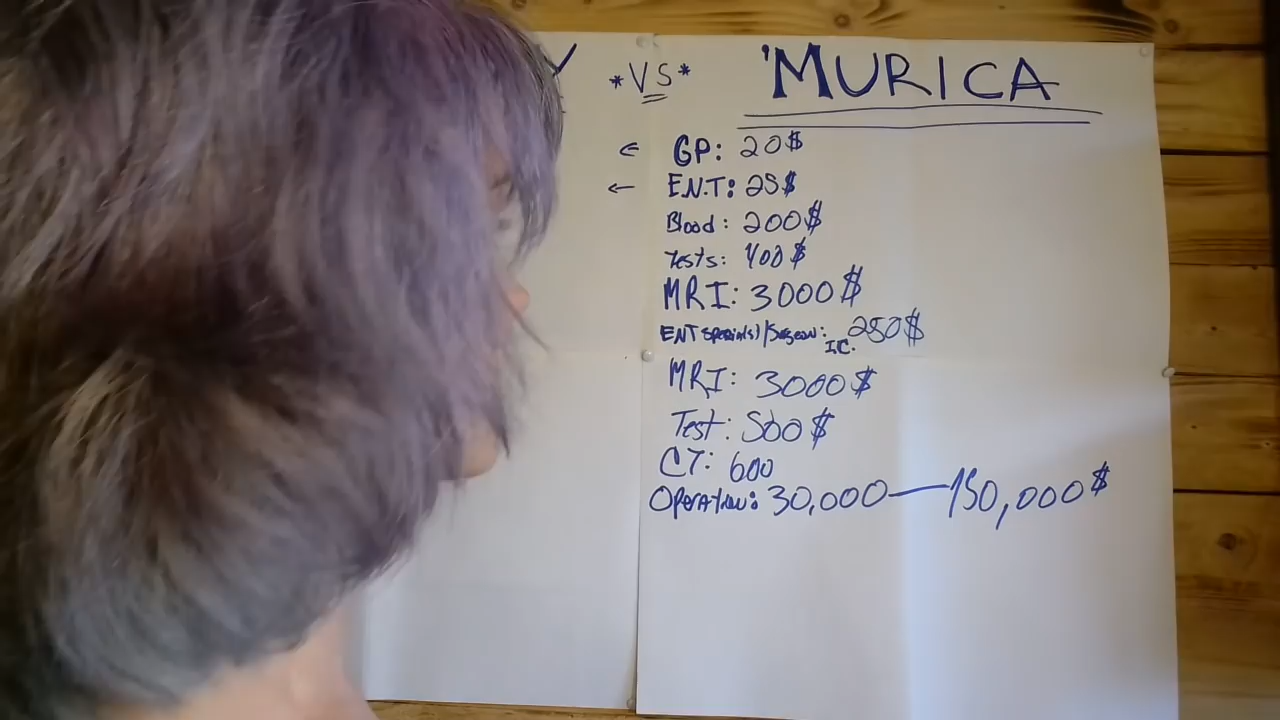 *VS* 'MURICA
← GP: 20$
← E.N.T: 25$
Blood: 200$
Tests: 400$
MRI: 3000$
ENT /Surgeon: 250$
I.C.
MRI: 3000$
Test: 500$
CT: 600
Operation: 30,000—150,000$